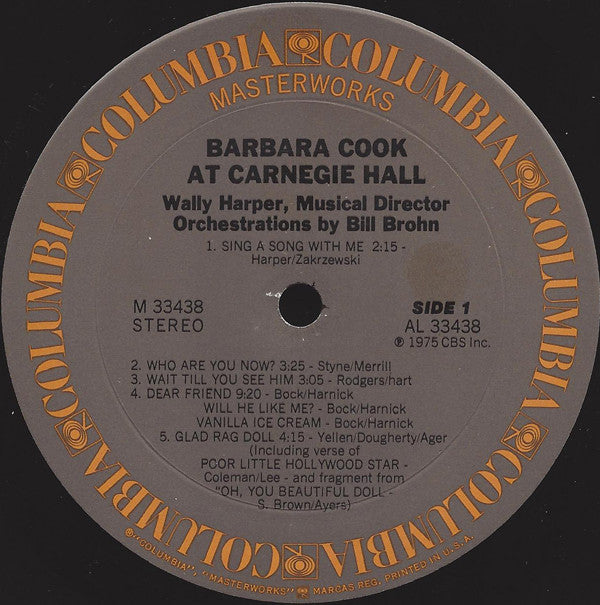 COLUMBIA COLUMBIA COLUMBIA COLUMBIA COLUMBIA COLUMBIA COLUMBIA COLUMBIA
MASTERWORKS
BARBARA COOK
AT CARNEGIE HALL
Wally Harper, Musical Director
Orchestrations by Bill Brohn
1. SING A SONG WITH ME 2:15 -
Harper/Zakrzewski
M 33438
STEREO
SIDE 1
AL 33438
℗ 1975 CBS Inc.
2. WHO ARE YOU NOW? 3:25 - Styne/Merrill
3. WAIT TILL YOU SEE HIM 3:05 - Rodgers/hart
4. DEAR FRIEND 9:20 - Bock/Harnick
WILL HE LIKE ME? - Bock/Harnick
VANILLA ICE CREAM - Bock/Harnick
5. GLAD RAG DOLL 4:15 - Yellen/Dougherty/Ager
(Including verse of
POOR LITTLE HOLLYWOOD STAR -
Coleman/Lee - and fragment from
"OH, YOU BEAUTIFUL DOLL -
S. Brown/Ayers)
®"COLUMBIA", "MASTERWORKS" MARCAS REG. PRINTED IN U.S.A.